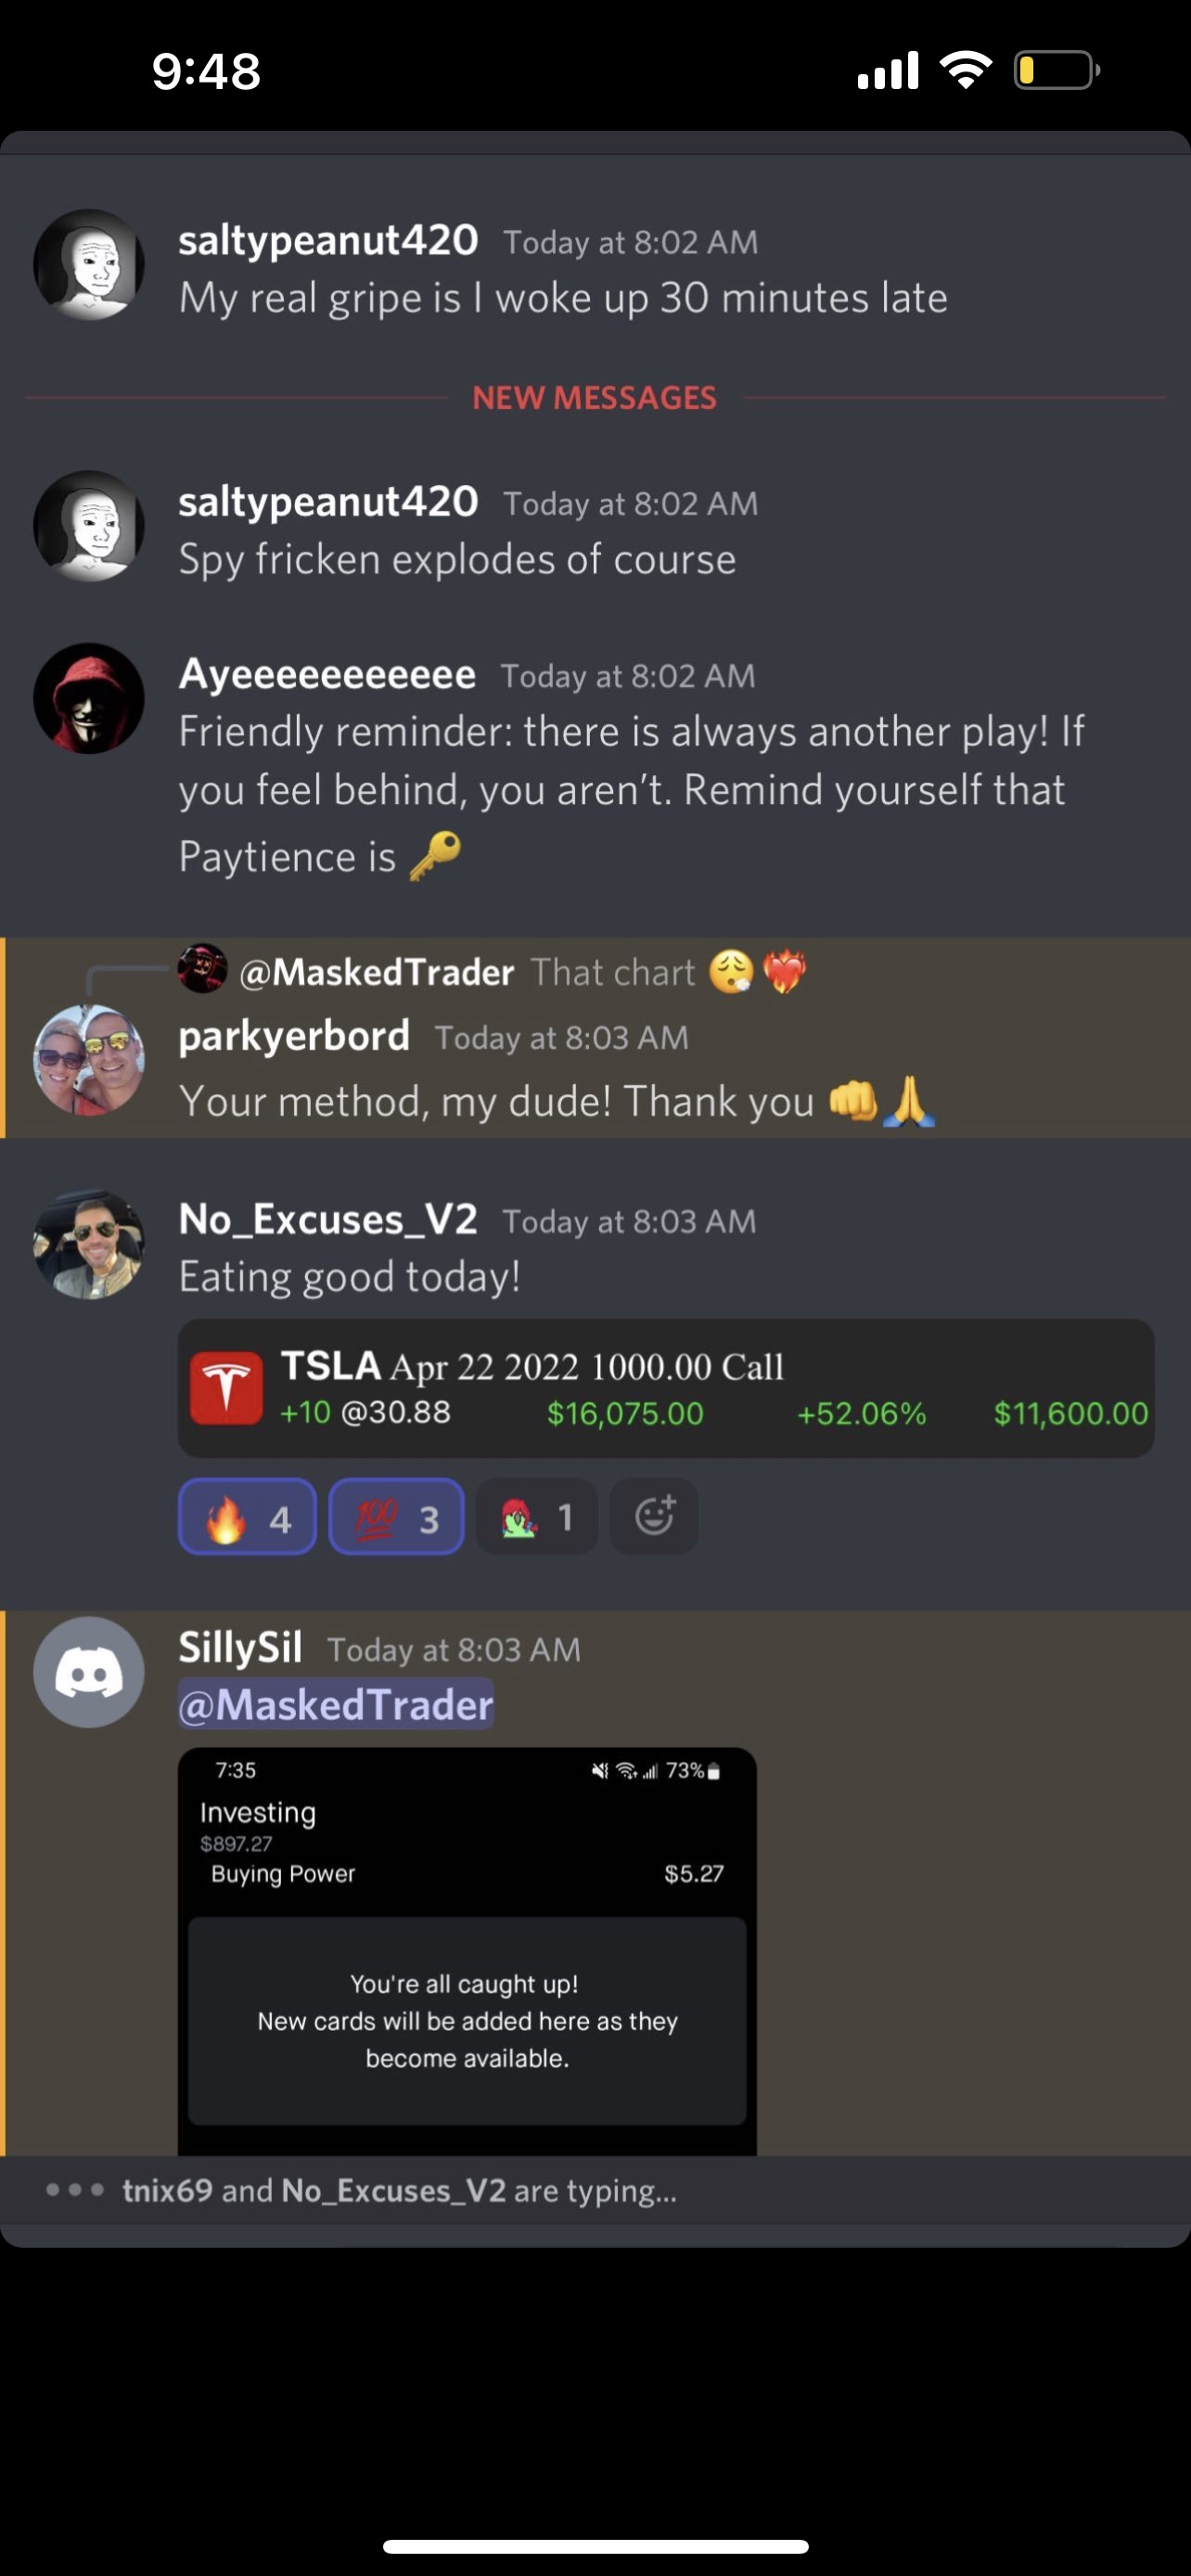 9:48
saltypeanut420 Today at 8:02 AM
My real gripe is I woke up 30 minutes late
NEW MESSAGES
saltypeanut420 Today at 8:02 AM
Spy fricken explodes of course
Ayeeeeeeeeeee Today at 8:02 AM
Friendly reminder: there is always another play! If
you feel behind, you aren’t. Remind yourself that
Paytience is 🔑
@MaskedTrader That chart 😮‍💨❤️‍🔥
parkyerbord Today at 8:03 AM
Your method, my dude! Thank you 👊🙏
No_Excuses_V2 Today at 8:03 AM
Eating good today!
TSLA Apr 22 2022 1000.00 Call
+10 @30.88 $16,075.00 +52.06% $11,600.00
🔥 4 💯 3 1
SillySil Today at 8:03 AM
@MaskedTrader
7:35 73%
Investing
$897.27
Buying Power $5.27
You're all caught up!
New cards will be added here as they
become available.
tnix69 and No_Excuses_V2 are typing...